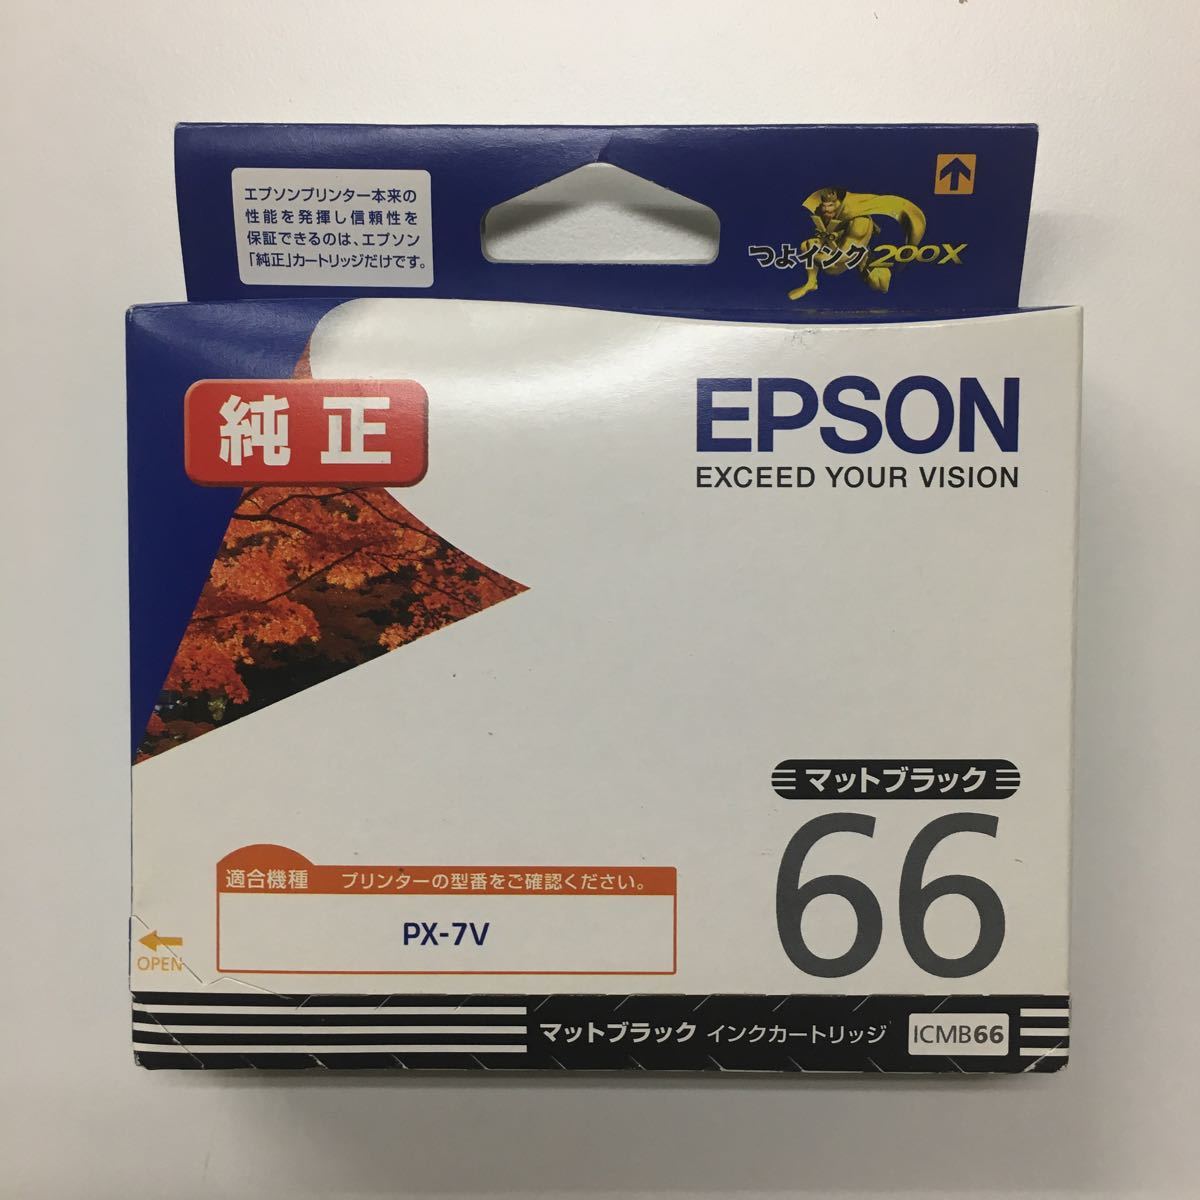 エプソンプリンター本来の
性能を発揮し信頼性を
保証できるのは、エプソン
「純正」カートリッジだけです。
つよインク200X
純正
EPSON
EXCEED YOUR VISION
マットブラック
66
適合機種 プリンターの型番をご確認ください。
PX-7V
OPEN
マットブラック インクカートリッジ ICMB66